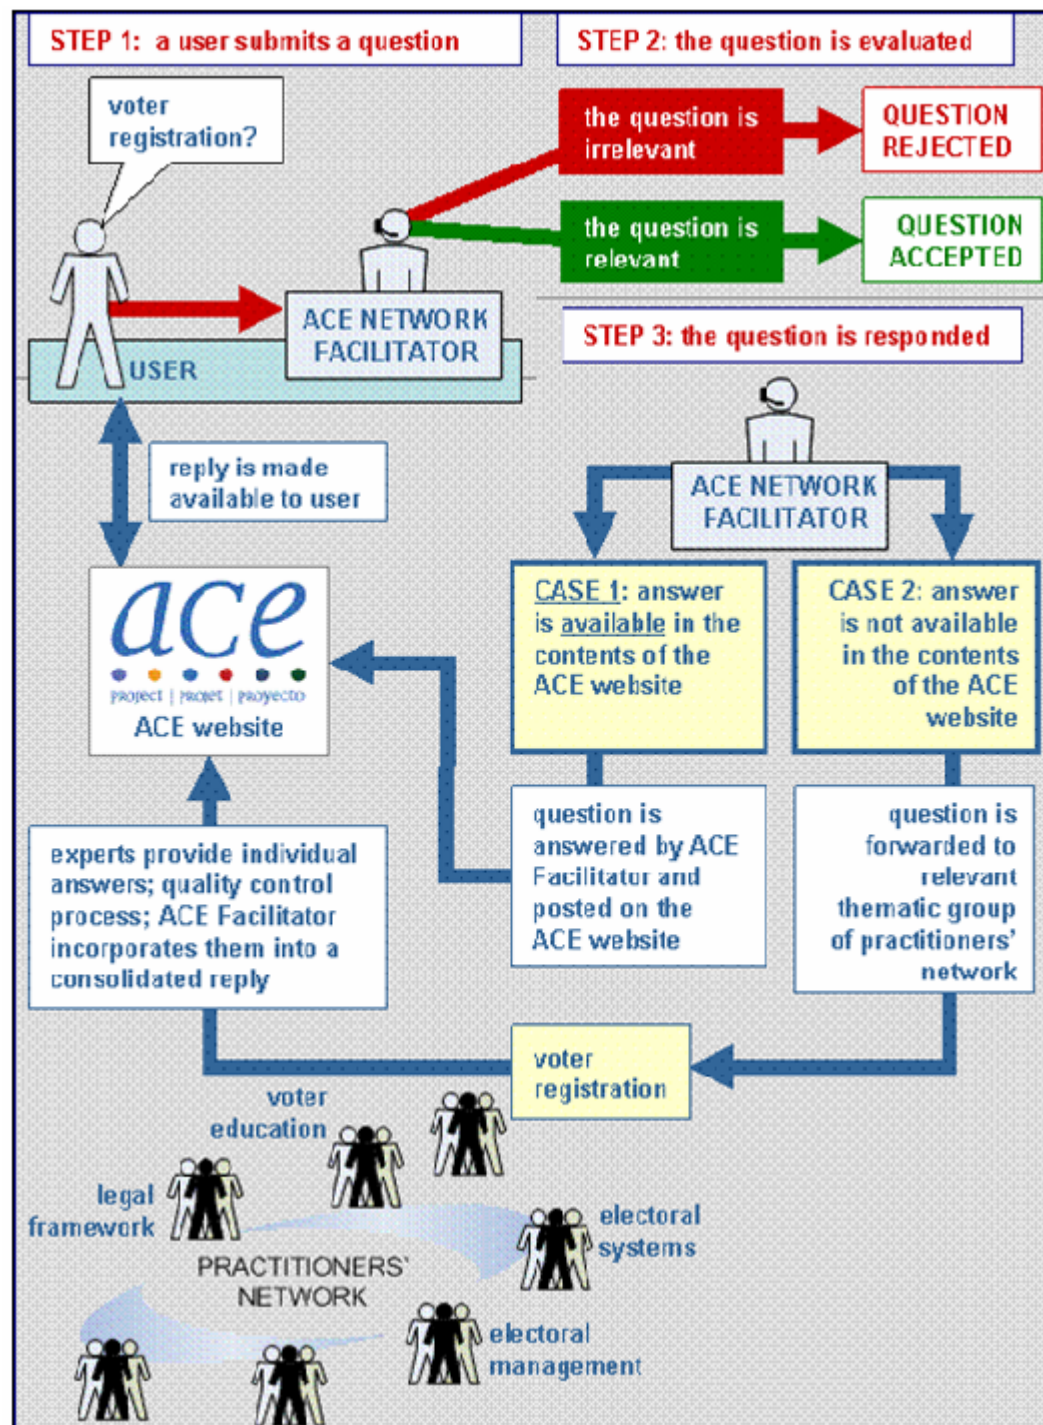 STEP 1: a user submits a question
voter
registration?
USER
ACE NETWORK
FACILITATOR
STEP 2: the question is evaluated
the question is
irrelevant
QUESTION
REJECTED
the question is
relevant
QUESTION
ACCEPTED
STEP 3: the question is responded
ACE NETWORK
FACILITATOR
CASE 1: answer
is available in the
contents of the
ACE website
CASE 2: answer
is not available
in the contents
of the ACE
website
question is
answered by ACE
Facilitator and
posted on the
ACE website
question is
forwarded to
relevant
thematic group
of practitioners'
network
reply is made
available to user
ace
PROJECT | PROJET | PROYECTO
ACE website
experts provide individual
answers; quality control
process; ACE Facilitator
incorporates them into a
consolidated reply
voter
registration
voter
education
legal
framework
electoral
systems
PRACTITIONERS'
NETWORK
electoral
management